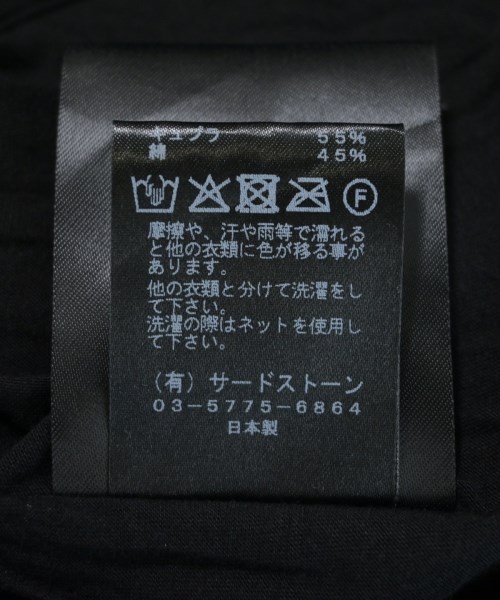 キュプラ 55%
綿 45%
F
摩擦や、汗や雨等で濡れる
と他の衣類に色が移る事が
あります。
他の衣類と分けて洗濯をし
て下さい。
洗濯の際はネットを使用し
て下さい。
（有）サードストーン
03-5775-6864
日本製